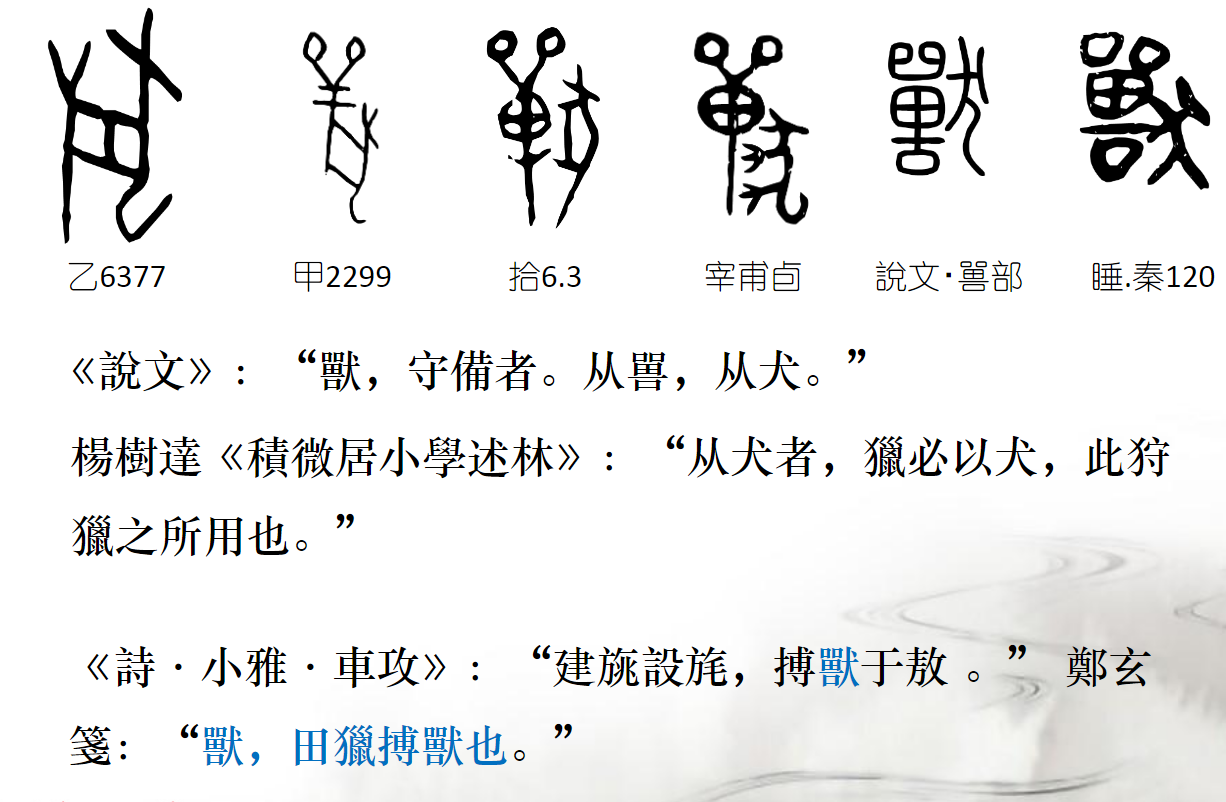 乙6377 甲2299 拾6.3 宰甫卣 說文·嘼部 睡.秦120
《說文》：“獸，守備者。从嘼，从犬。”
楊樹達《積微居小學述林》：“从犬者，獵必以犬，此狩
獵之所用也。”
《詩·小雅·車攻》：“建旐設旄，搏獸于敖 。” 鄭玄
箋：“獸，田獵搏獸也。”